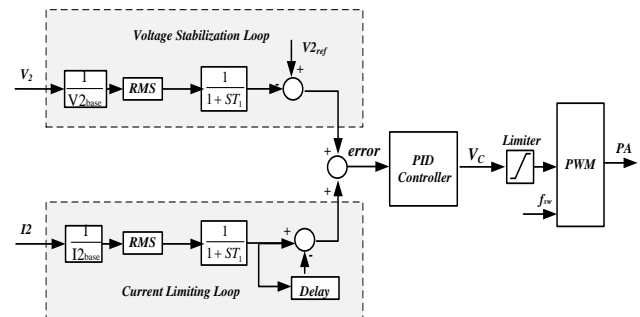 Voltage Stabilization Loop
V₂
1
V2base
RMS
1
1 + ST₁
V2ref
+
-
+
error
+
PID
Controller
V_C
Limiter
PWM
PA
fsw
I2
1
I2base
RMS
1
1 + ST₁
+
-
Delay
Current Limiting Loop